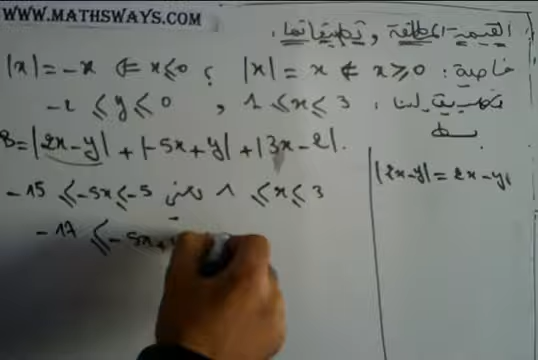 WWW.MATHSWAYS.COM
القيمة المطلقة وتطبيقاتها:
خاصية: |x| = x ⇐ x ⩾ 0 ؛ |x| = -x ⇐ x ⩽ 0
تطبيق: لنا 1 ⩽ x ⩽ 3 , -2 ⩽ y ⩽ 0
بسط
B = |2x - y| + |-5x + y| + |3x - 2|.
|2x-y| = 2x-y
1 ⩽ x ⩽ 3 يعني -15 ⩽ -5x ⩽ -5
-17 ⩽ -5x+